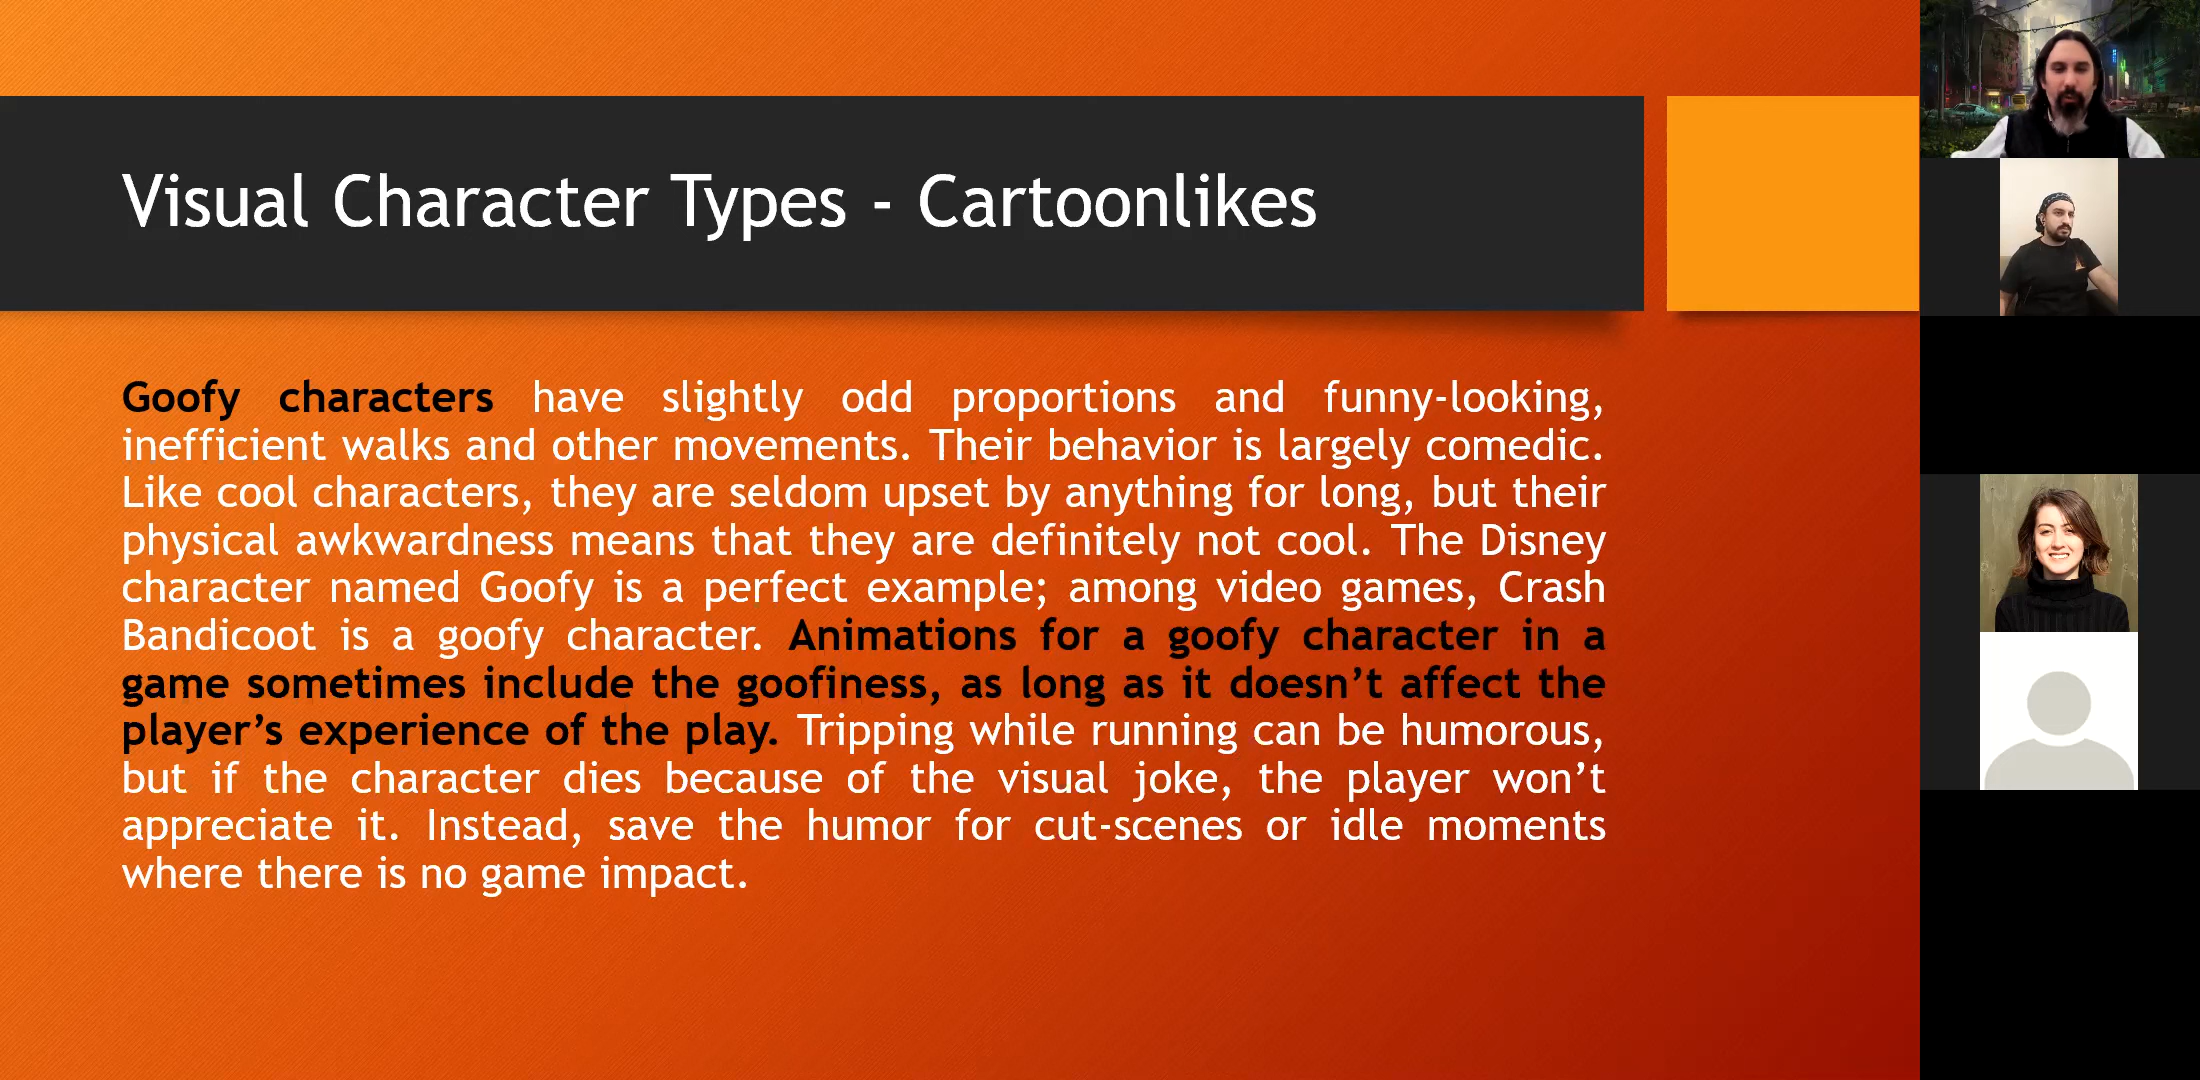 Visual Character Types - Cartoonlikes
Goofy characters have slightly odd proportions and funny-looking,
inefficient walks and other movements. Their behavior is largely comedic.
Like cool characters, they are seldom upset by anything for long, but their
physical awkwardness means that they are definitely not cool. The Disney
character named Goofy is a perfect example; among video games, Crash
Bandicoot is a goofy character. Animations for a goofy character in a
game sometimes include the goofiness, as long as it doesn’t affect the
player’s experience of the play. Tripping while running can be humorous,
but if the character dies because of the visual joke, the player won’t
appreciate it. Instead, save the humor for cut-scenes or idle moments
where there is no game impact.